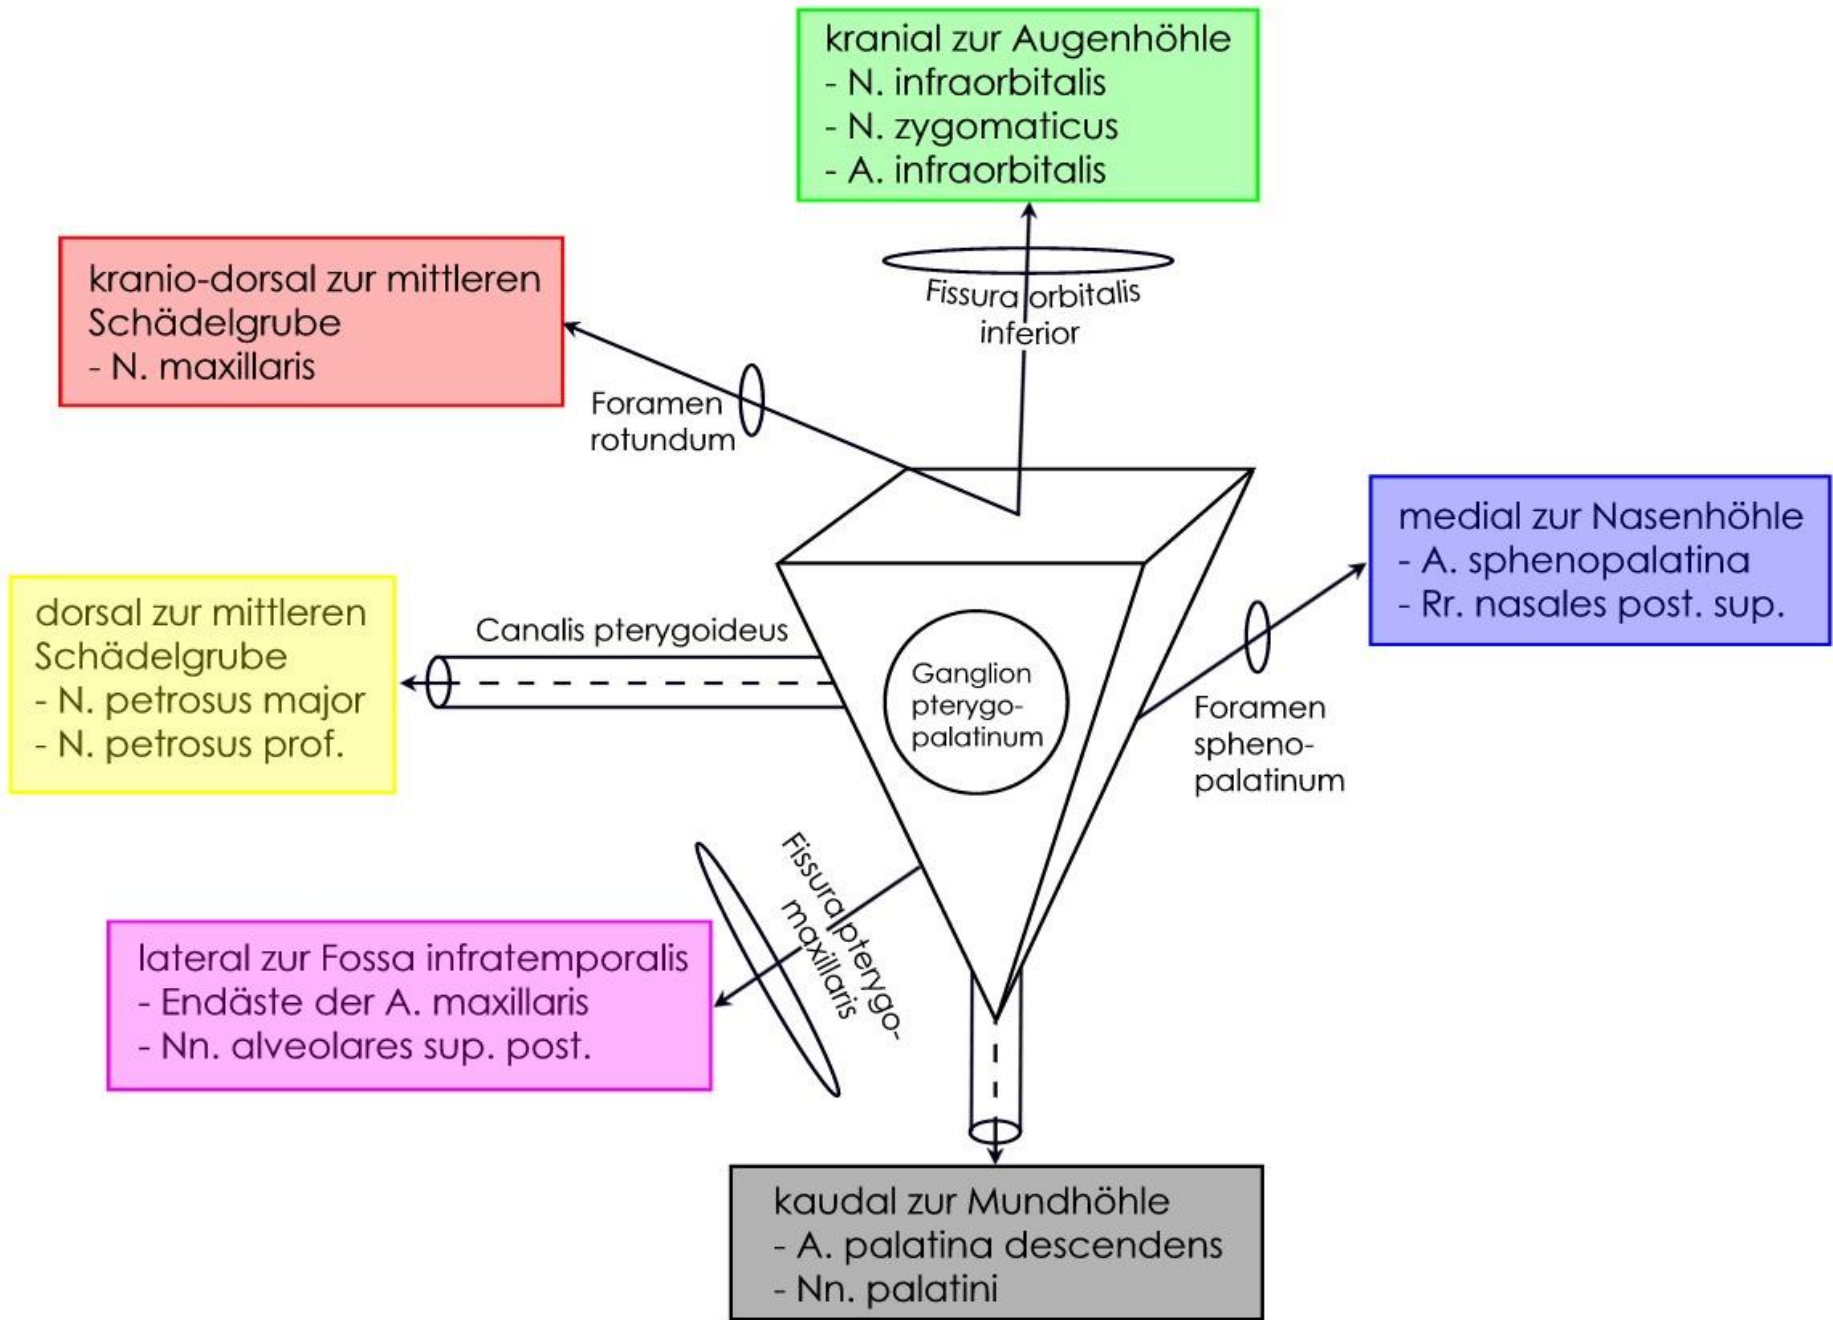 kranial zur Augenhöhle
- N. infraorbitalis
- N. zygomaticus
- A. infraorbitalis
Fissura orbitalis
inferior
kranio-dorsal zur mittleren
Schädelgrube
- N. maxillaris
Foramen
rotundum
medial zur Nasenhöhle
- A. sphenopalatina
- Rr. nasales post. sup.
Foramen
spheno-
palatinum
dorsal zur mittleren
Schädelgrube
- N. petrosus major
- N. petrosus prof.
Canalis pterygoideus
Ganglion
pterygo-
palatinum
Fissura pterygo-
maxillaris
lateral zur Fossa infratemporalis
- Endäste der A. maxillaris
- Nn. alveolares sup. post.
kaudal zur Mundhöhle
- A. palatina descendens
- Nn. palatini